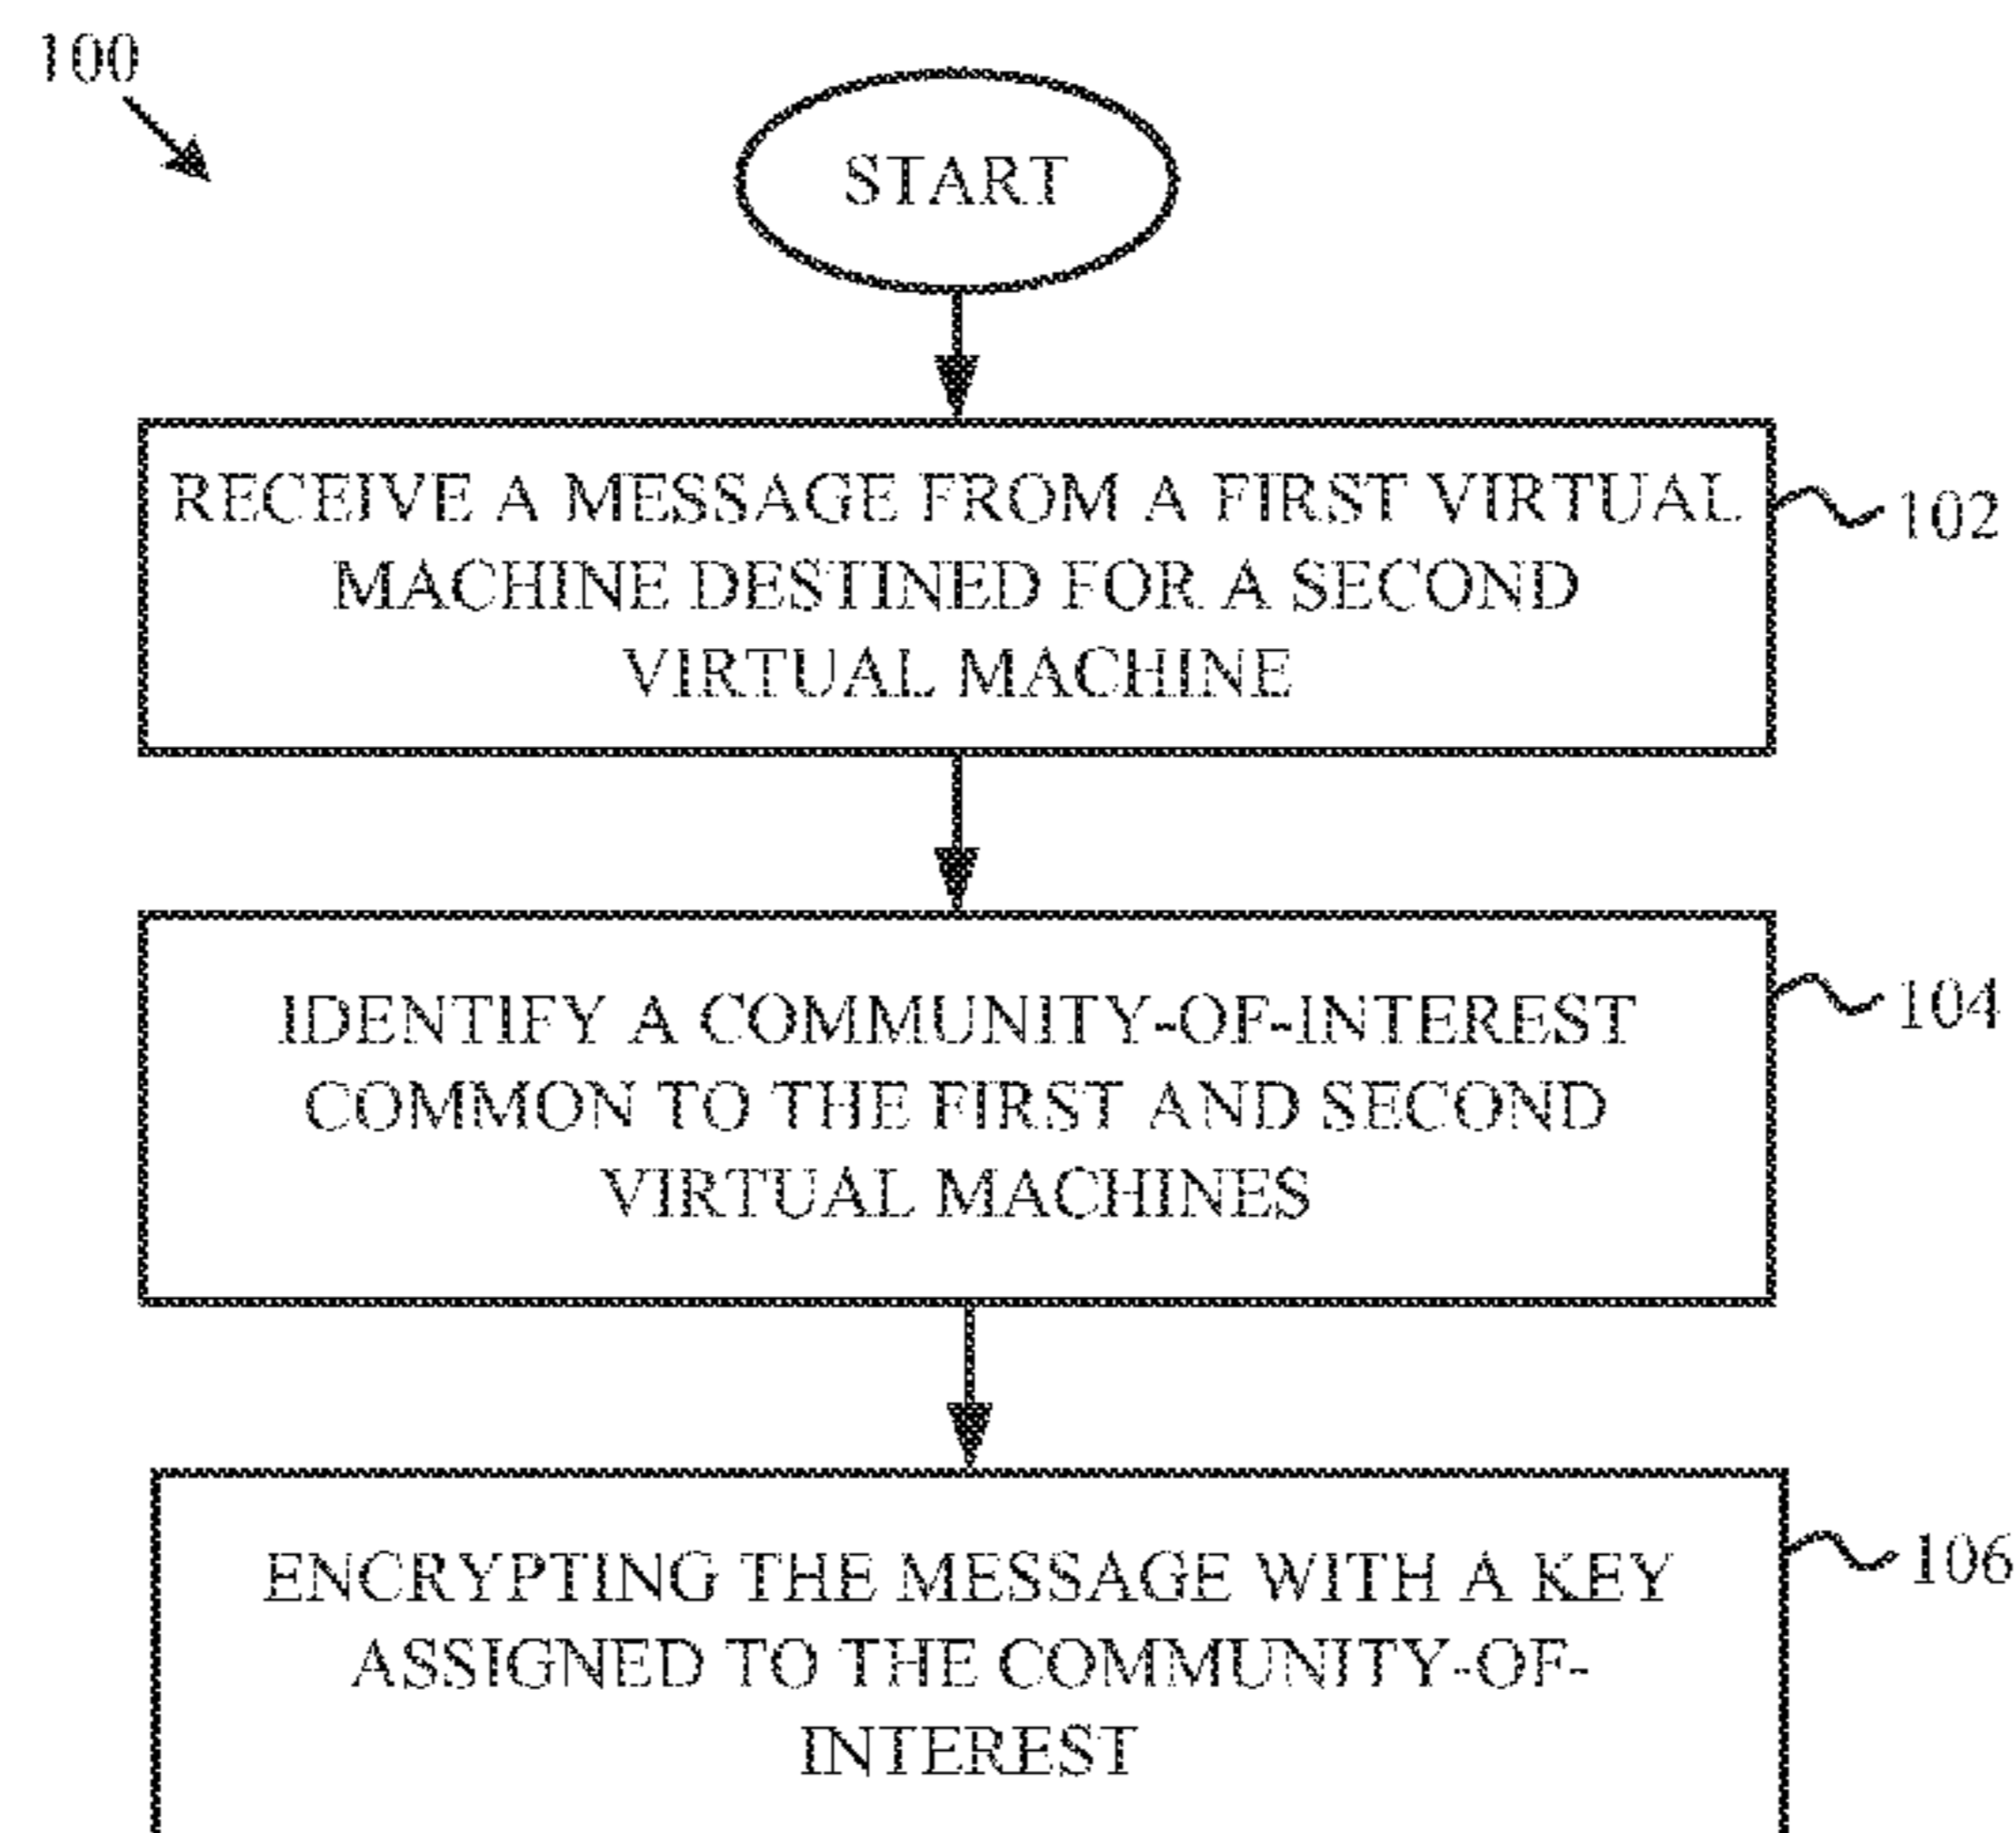 100
START
RECEIVE A MESSAGE FROM A FIRST VIRTUAL
MACHINE DESTINED FOR A SECOND
VIRTUAL MACHINE
102
IDENTIFY A COMMUNITY-OF-INTEREST
COMMON TO THE FIRST AND SECOND
VIRTUAL MACHINES
104
ENCRYPTING THE MESSAGE WITH A KEY
ASSIGNED TO THE COMMUNITY-OF-
INTEREST
106